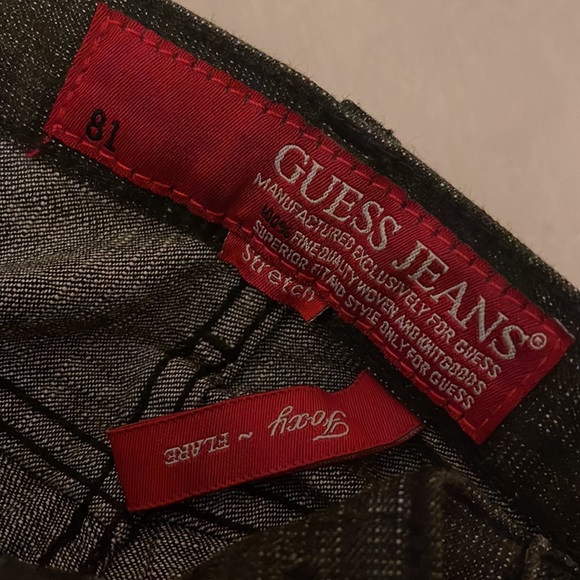 81
GUESS JEANS®
MANUFACTURED EXCLUSIVELY FOR GUESS
100% FINE QUALITY WOVEN AND KNIT GOODS
SUPERIOR FIT AND STYLE ONLY FOR GUESS
Stretch
Foxy ~ FLARE